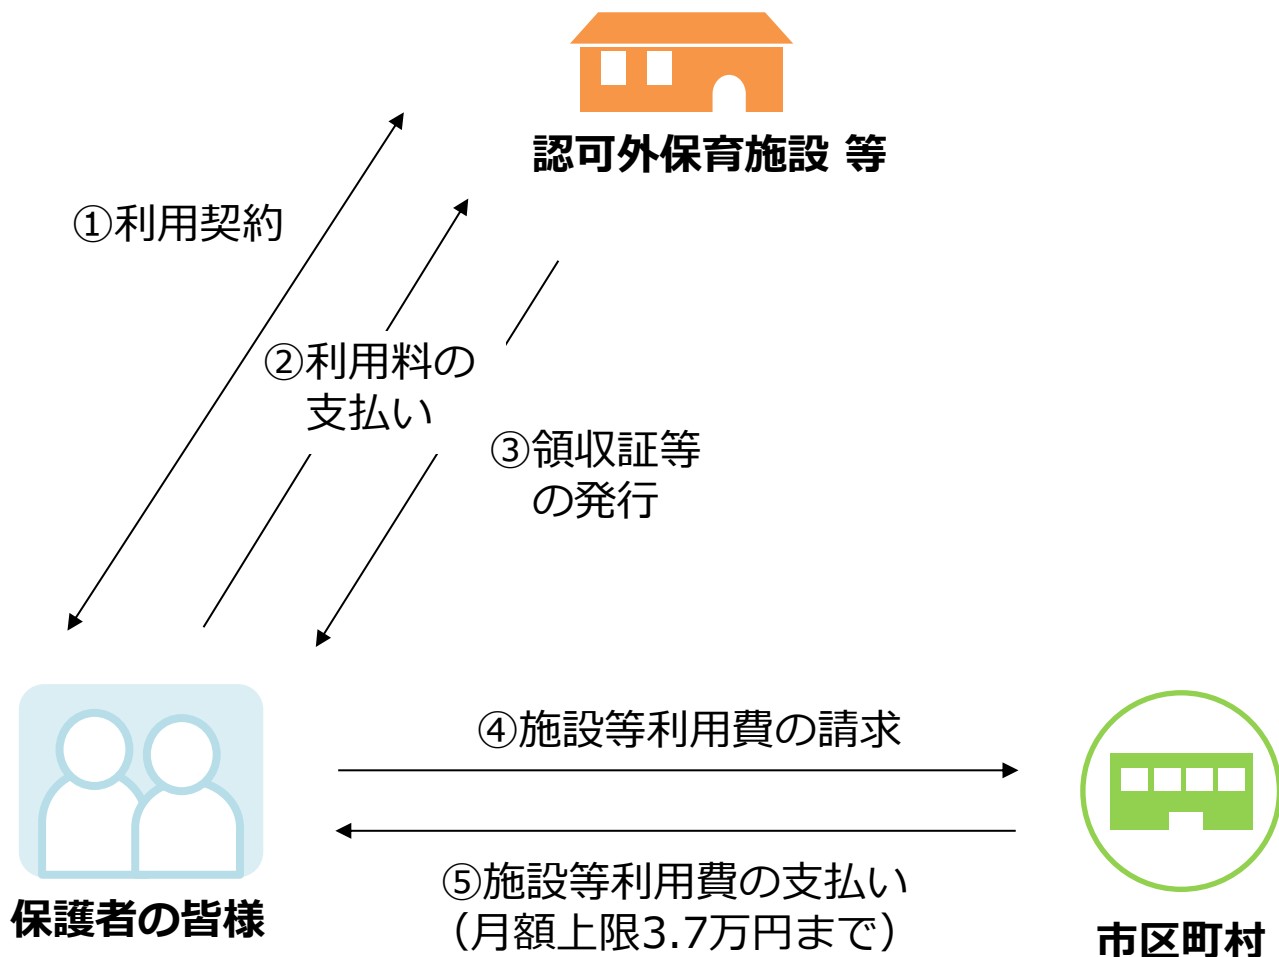 認可外保育施設 等
①利用契約
②利用料の
支払い
③領収証等
の発行
④施設等利用費の請求
⑤施設等利用費の支払い
（月額上限3.7万円まで）
保護者の皆様
市区町村